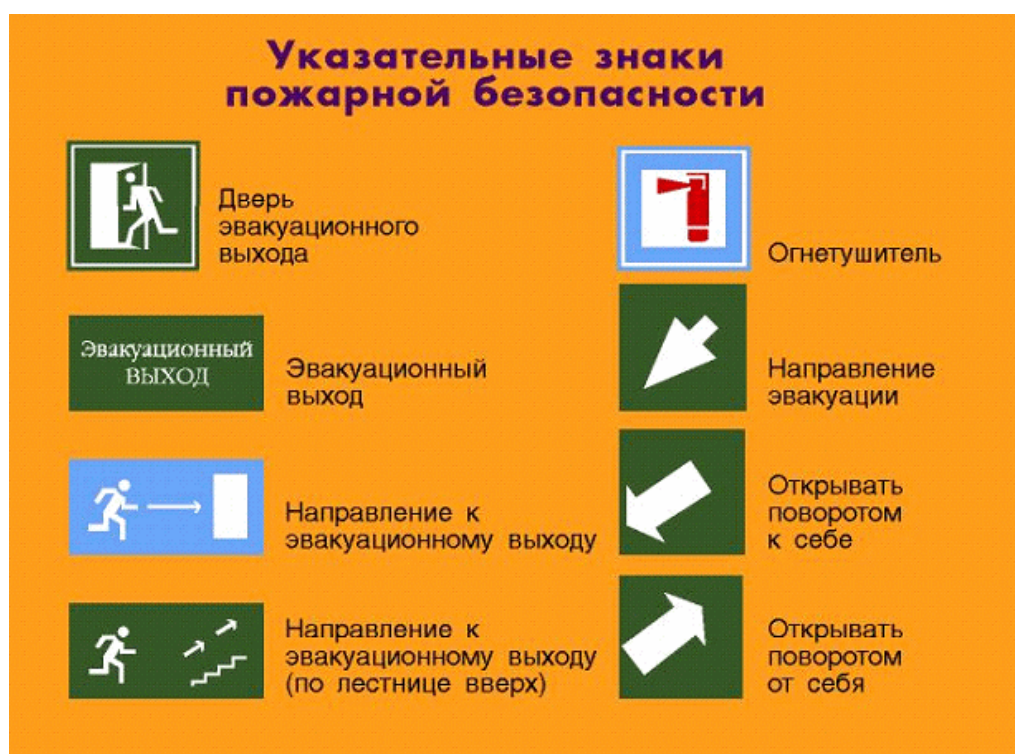 Указательные знаки
пожарной безопасности
Дверь
эвакуационного
выхода
Эвакуационный
ВЫХОД
Эвакуационный
выход
Направление к
эвакуационному выходу
Направление к
эвакуационному выходу
(по лестнице вверх)
Огнетушитель
Направление
эвакуации
Открывать
поворотом
к себе
Открывать
поворотом
от себя